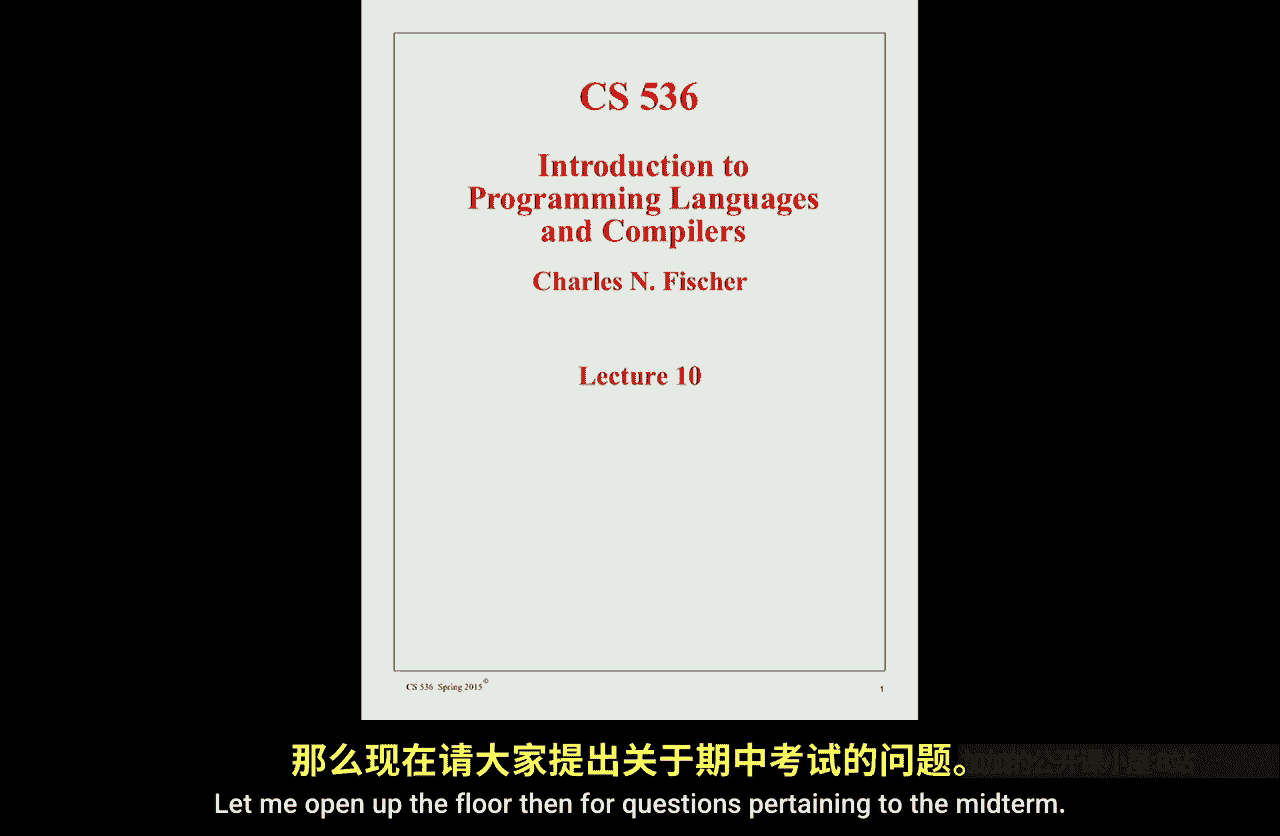 CS 536
Introduction to
Programming Languages
and Compilers
Charles N. Fischer
Lecture 10
CS 536 Spring 2015©
1
那么现在请大家提出关于期中考试的问题。
Let me open up the floor then for questions pertaining to the midterm.